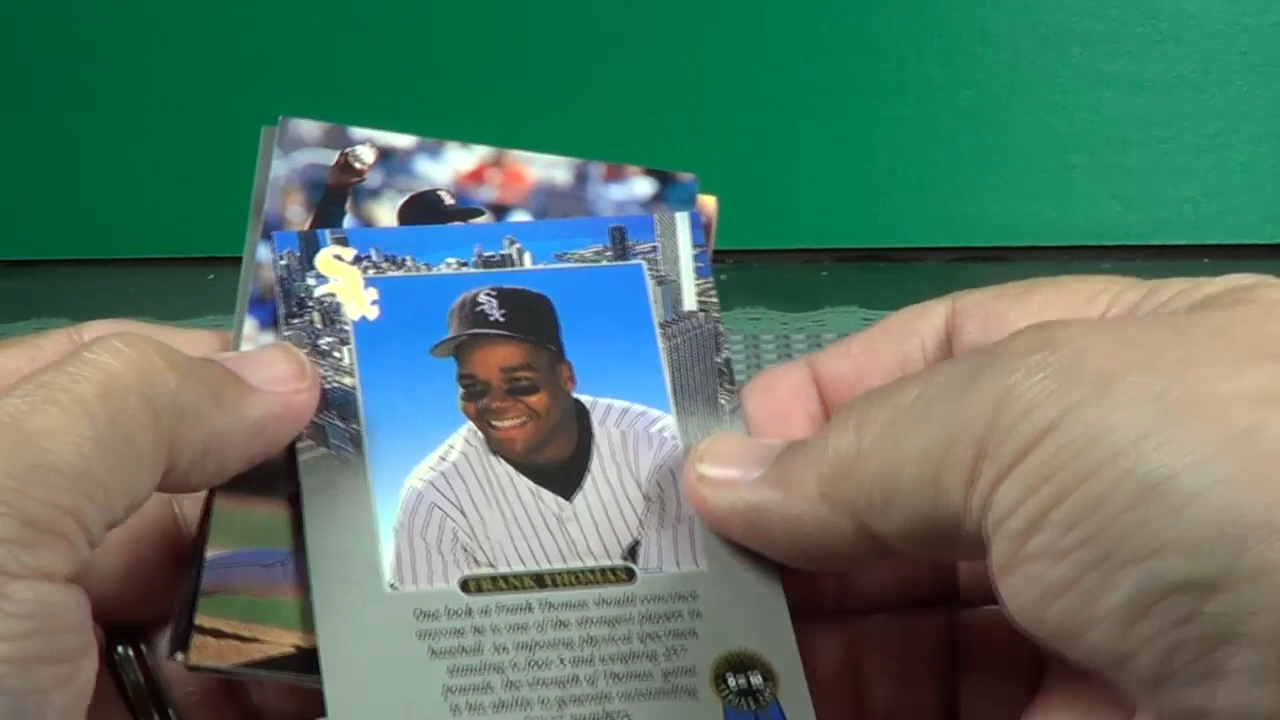 FRANK THOMAS
One look at Frank Thomas should convince
anyone he is one of the strongest players in
baseball. An imposing physical specimen
standing 6 foot 5 and weighing 257
pounds, the strength of Thomas' game
is his ability to generate outstanding
power numbers.